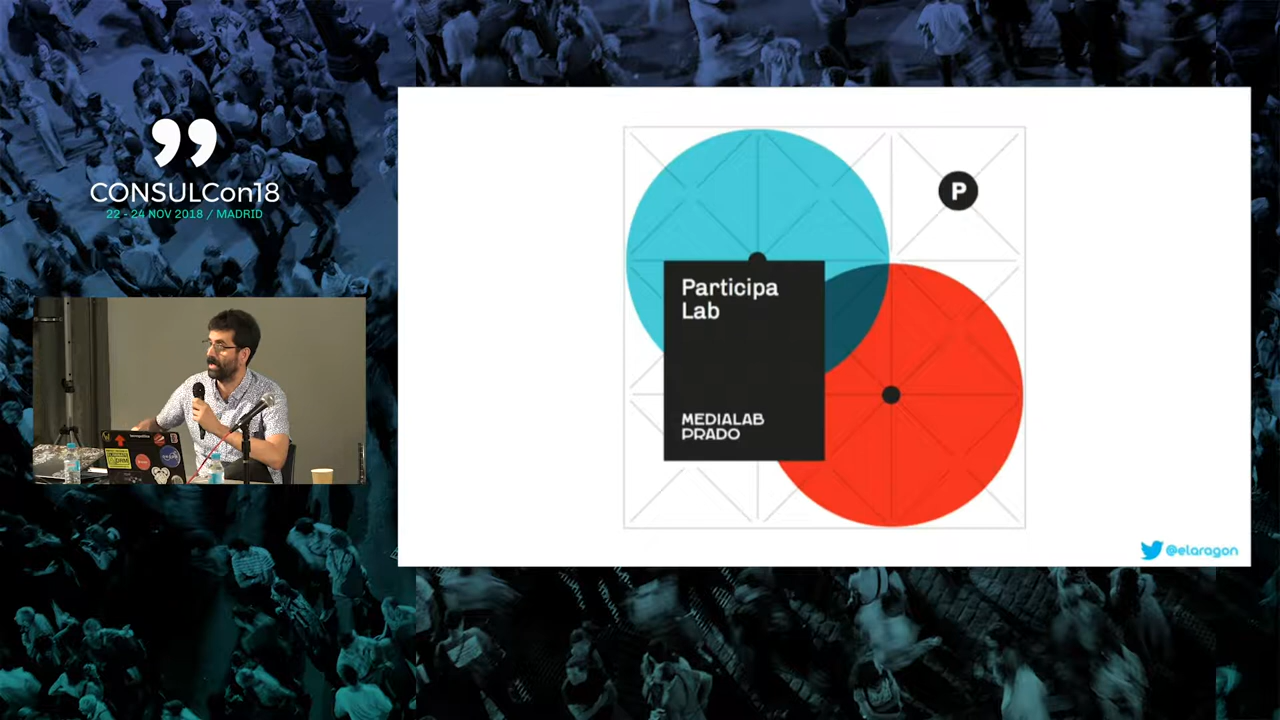 CONSULCon18
22 - 24 NOV 2018 / MADRID
P
Participa
Lab
MEDIALAB
PRADO
@elaragon